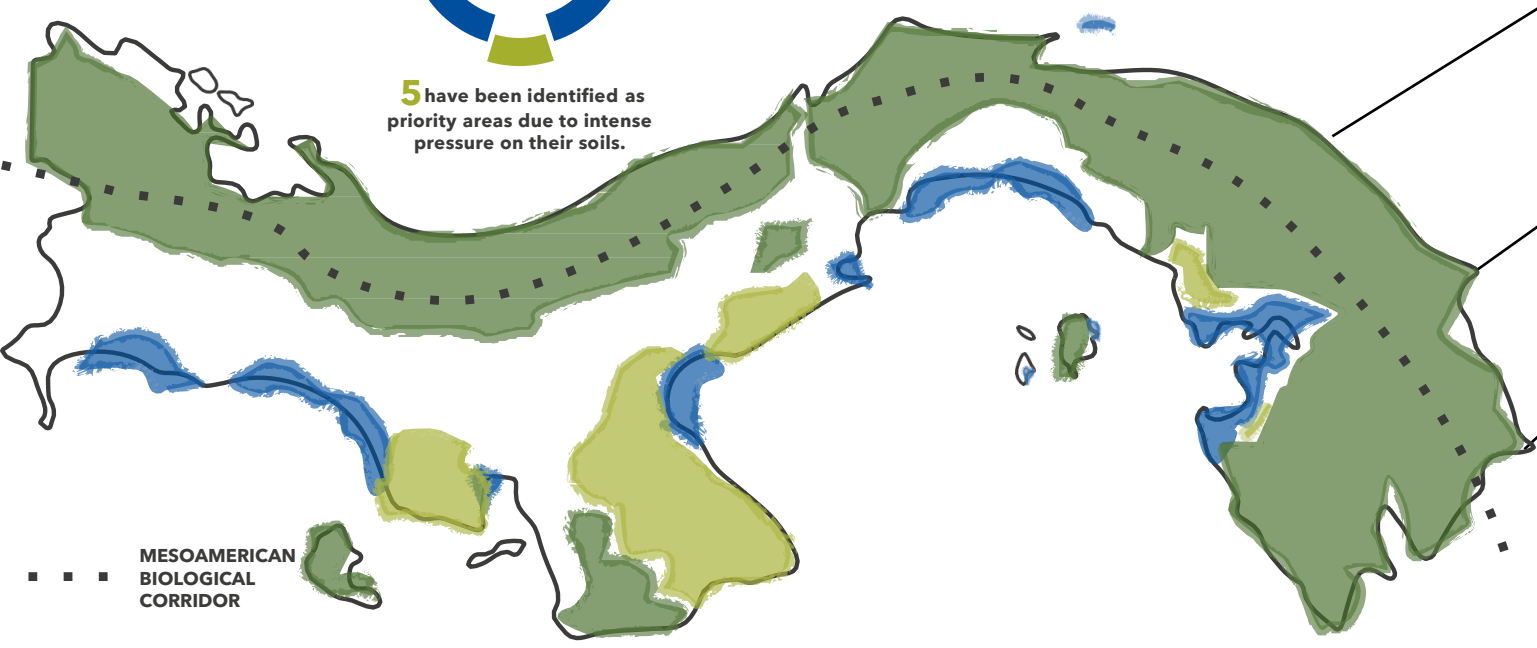 5 have been identified as
priority areas due to intense
pressure on their soils.
MESOAMERICAN
BIOLOGICAL
CORRIDOR